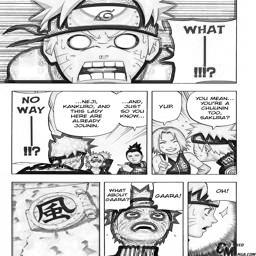 WHAT
!!!?
YOU MEAN...
YOU'RE A
CHUUNIN
TOO,
SAKURA?
YUP.
...AND,
JUST SO
YOU
KNOW...
...NEJI,
KANKURO,
AND THIS
LADY
HERE ARE
ALREADY
JOUNIN.
NO
WAY
!!?
OH!
GAARA!
WHAT
ABOUT
GAARA?
風